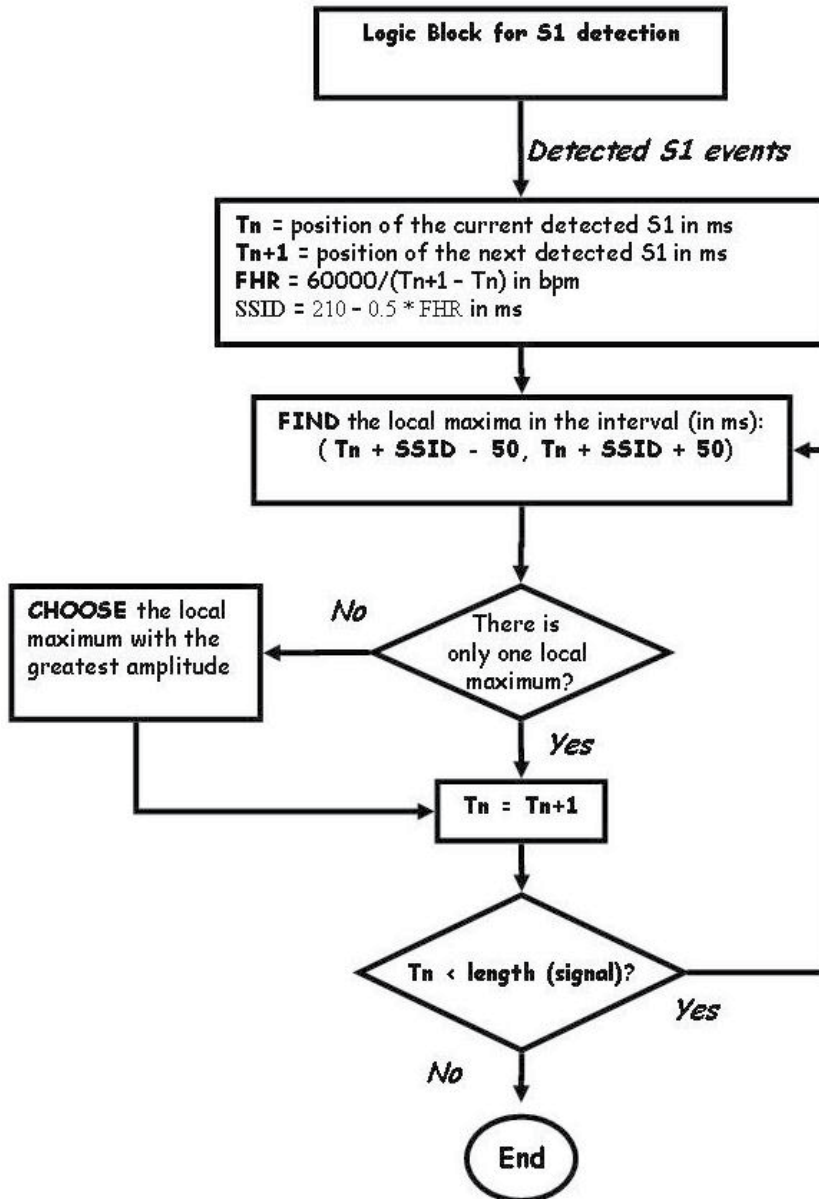 Logic Block for S1 detection
Detected S1 events
Tn = position of the current detected S1 in ms
Tn+1 = position of the next detected S1 in ms
FHR = 60000/(Tn+1 - Tn) in bpm
SSID = 210 – 0.5 * FHR in ms
FIND the local maxima in the interval (in ms):
( Tn + SSID - 50, Tn + SSID + 50)
There is
only one local
maximum?
No
CHOOSE the local
maximum with the
greatest amplitude
Yes
Tn = Tn+1
Tn < length (signal)?
Yes
No
End